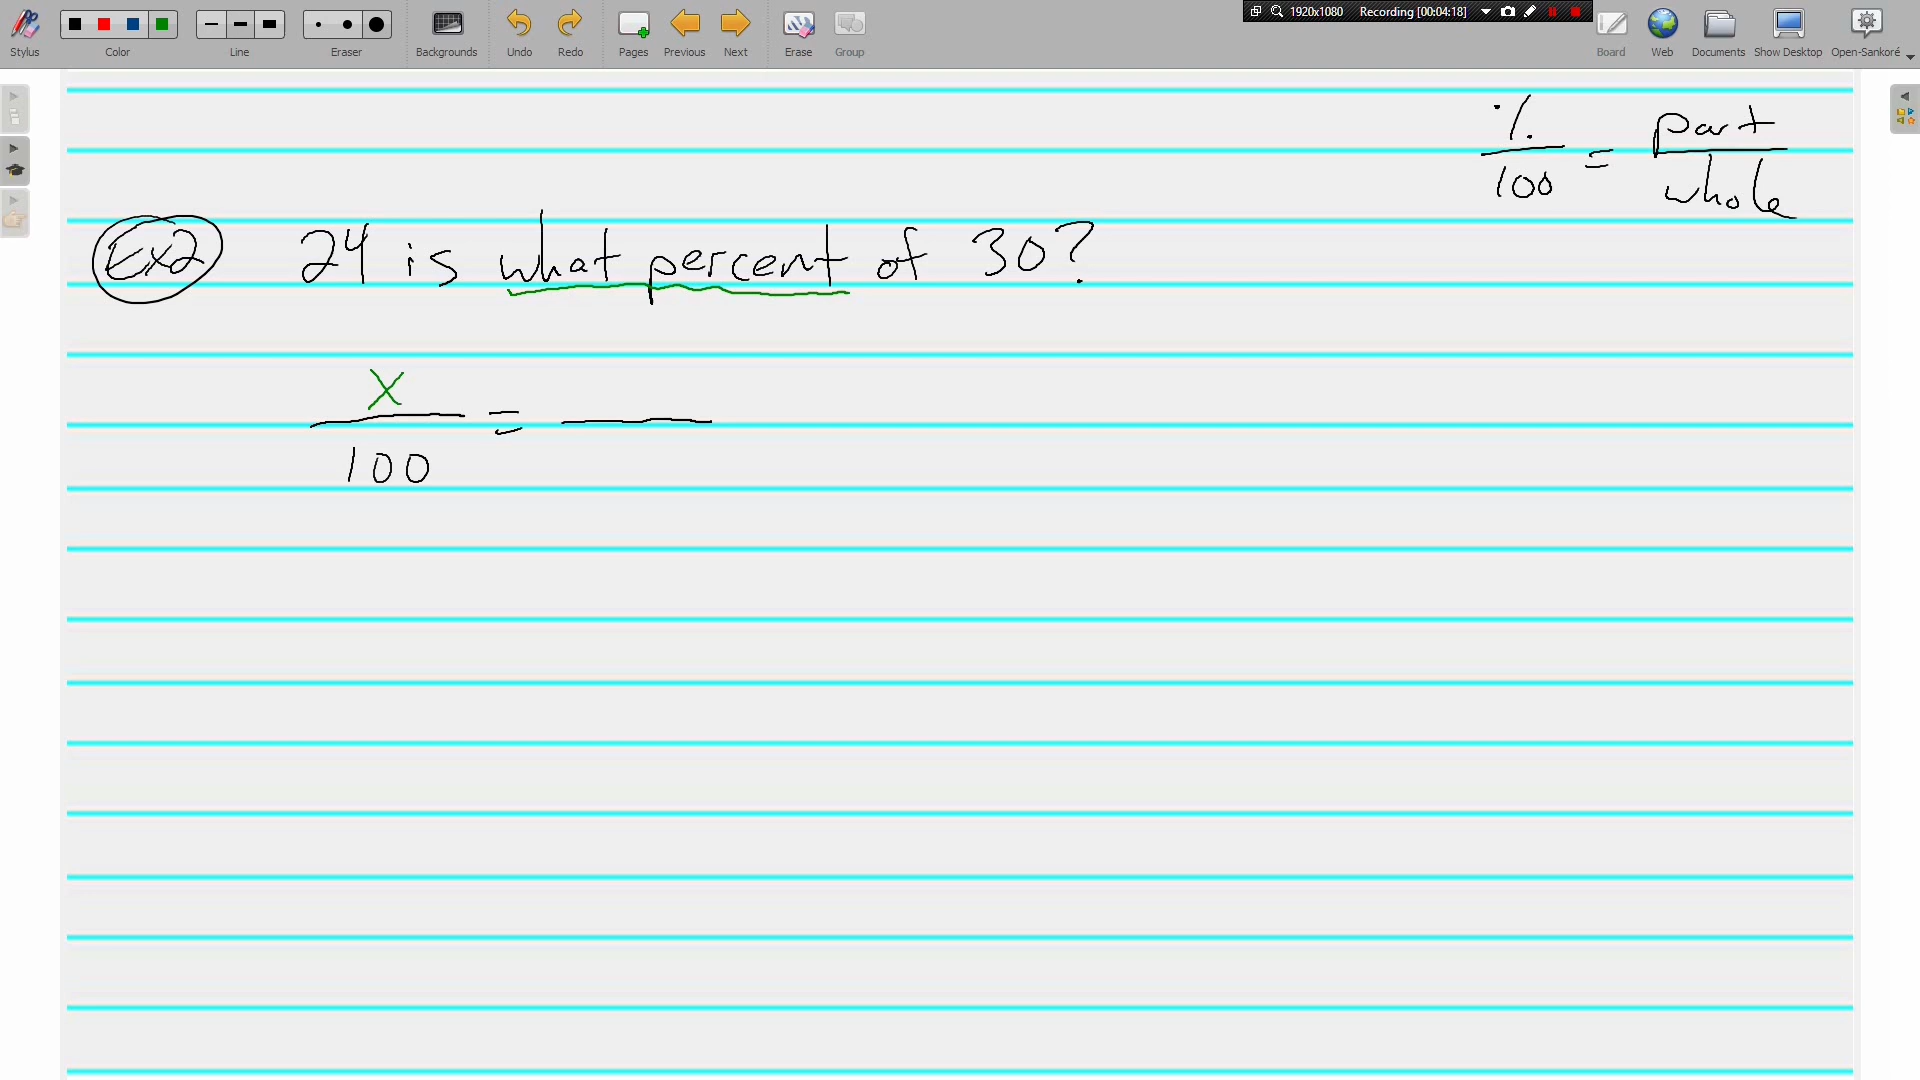 1920x1080 Recording [00:04:18]
Stylus Color Line Eraser Backgrounds Undo Redo Pages Previous Next Erase Group Board Web Documents Show Desktop Open-Sankoré
% part
100 = whole
Ex2 24 is what percent of 30?
x
=
100